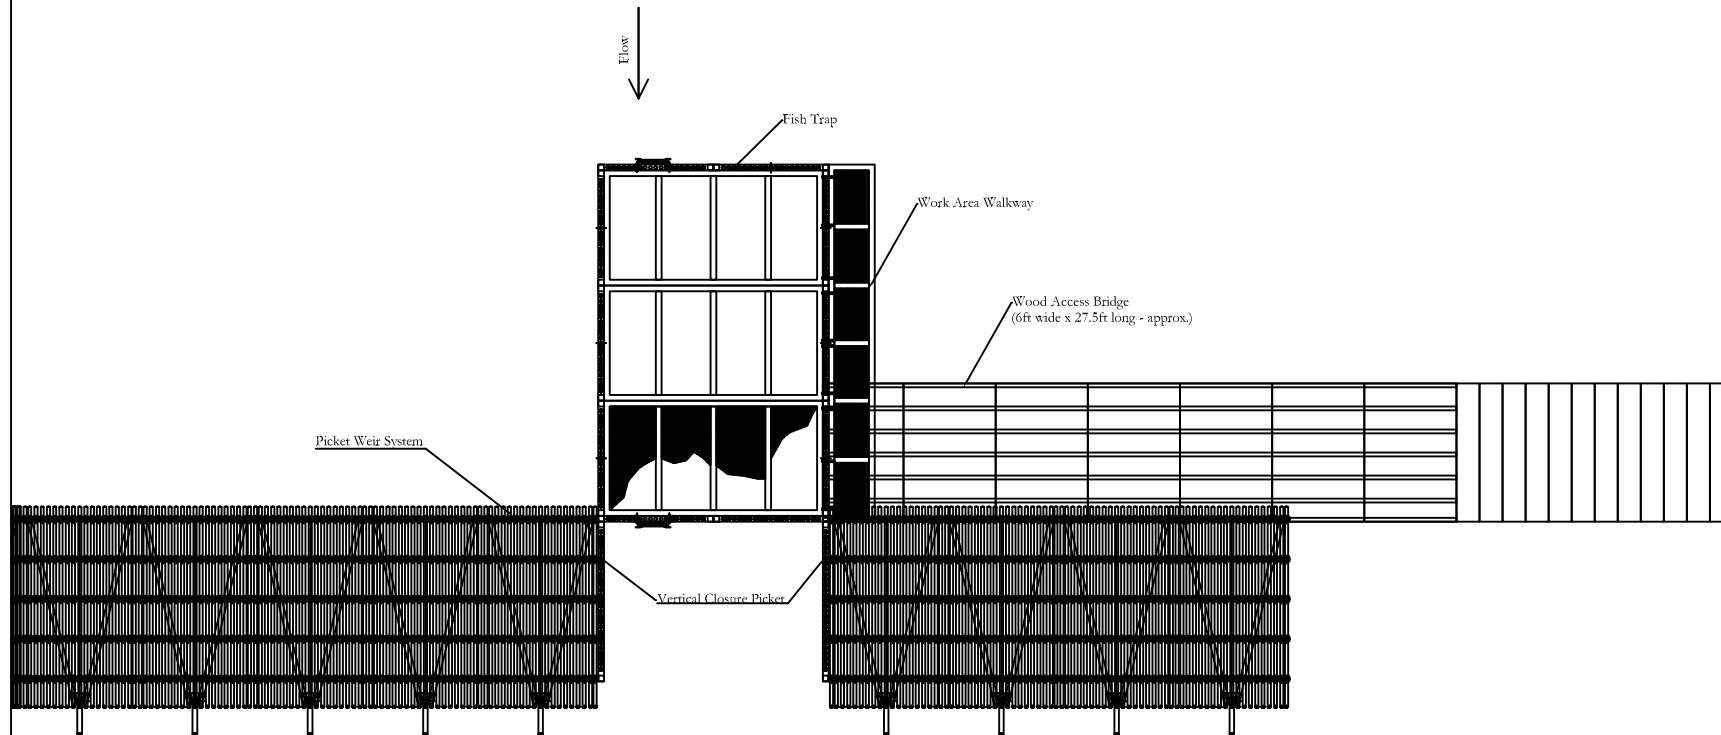 Flow
Fish Trap
Work Area Walkway
Wood Access Bridge
(6ft wide x 27.5ft long - approx.)
Picket Weir System
Vertical Closure Picket